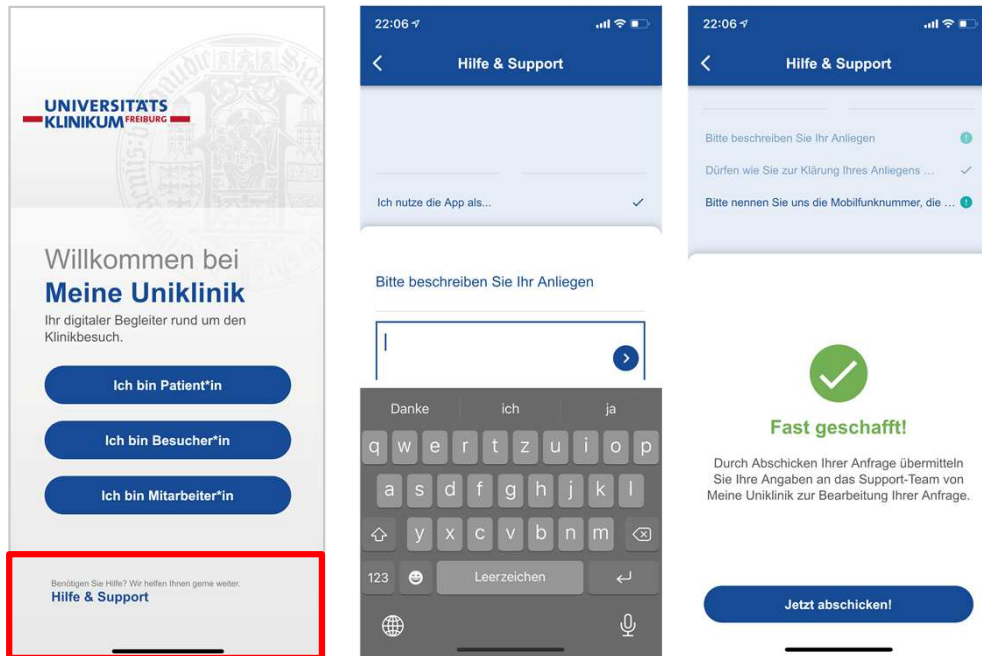 UNIVERSITÄTS
KLINIKUM FREIBURG
Willkommen bei
Meine Uniklinik
Ihr digitaler Begleiter rund um den
Klinikbesuch.
Ich bin Patient*in
Ich bin Besucher*in
Ich bin Mitarbeiter*in
Benötigen Sie Hilfe? Wir helfen Ihnen gerne weiter.
Hilfe & Support
22:06
Hilfe & Support
Ich nutze die App als...
Bitte beschreiben Sie Ihr Anliegen
Danke ich ja
q w e r t z u i o p
a s d f g h j k l
y x c v b n m
123 Leerzeichen
22:06
Hilfe & Support
Bitte beschreiben Sie Ihr Anliegen
Dürfen wie Sie zur Klärung Ihres Anliegens ...
Bitte nennen Sie uns die Mobilfunknummer, die ...
Fast geschafft!
Durch Abschicken Ihrer Anfrage übermitteln
Sie Ihre Angaben an das Support-Team von
Meine Uniklinik zur Bearbeitung Ihrer Anfrage.
Jetzt abschicken!